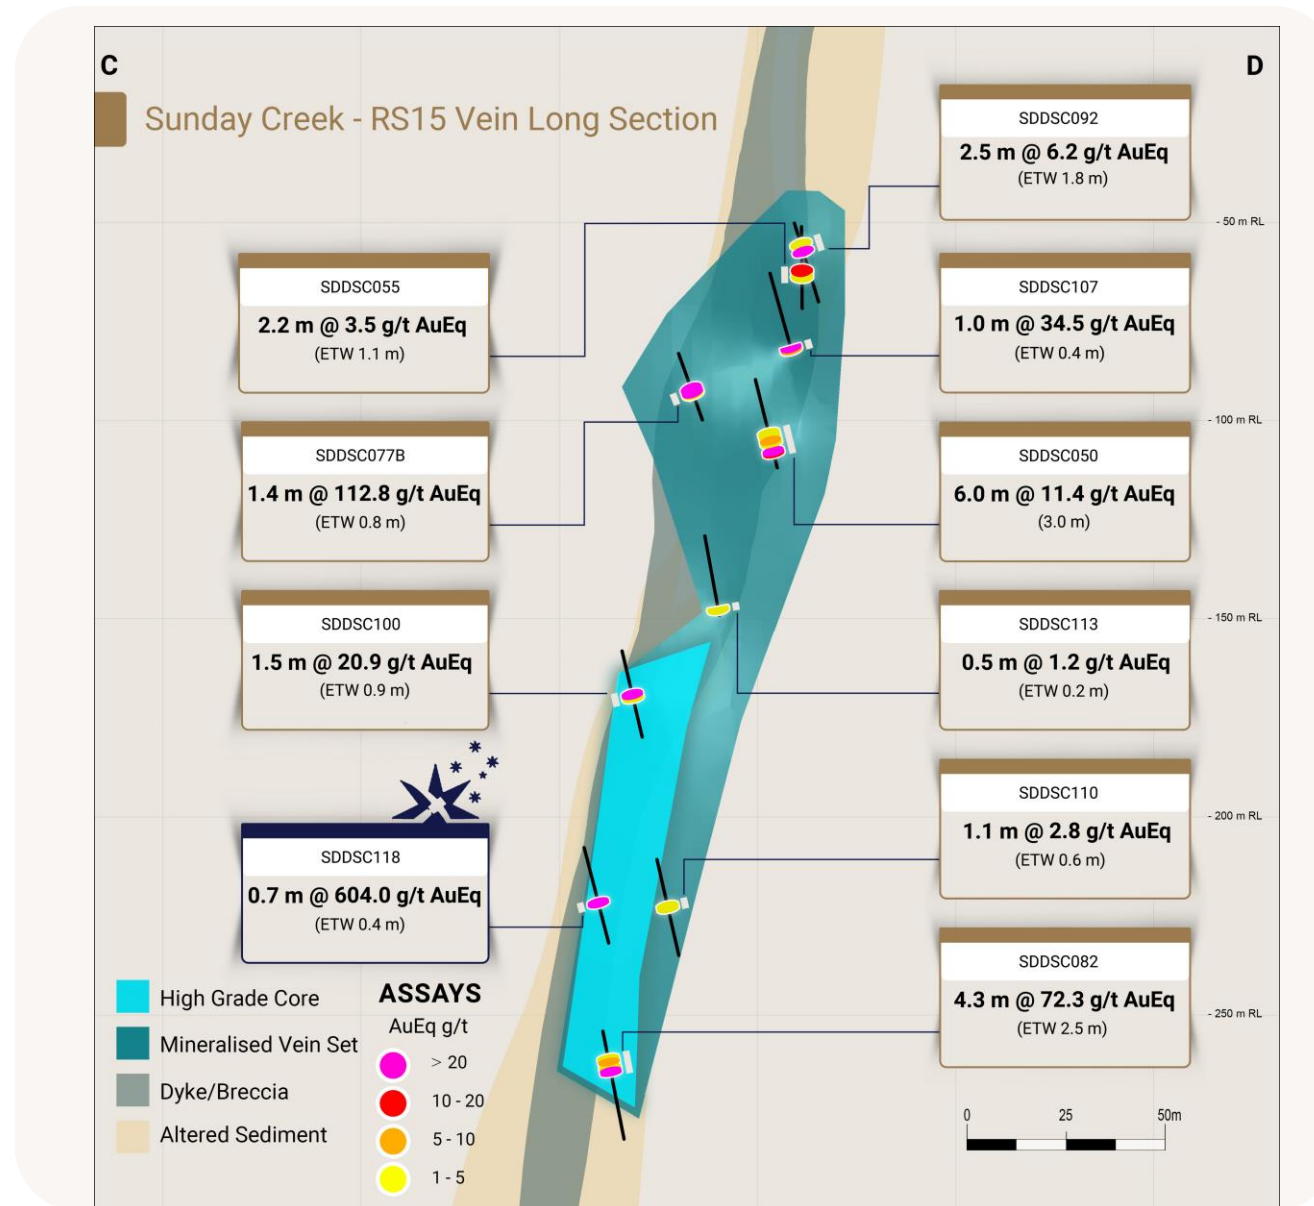 C
D
Sunday Creek - RS15 Vein Long Section
SDDSC092
2.5 m @ 6.2 g/t AuEq
(ETW 1.8 m)
- 50 m RL
SDDSC055
2.2 m @ 3.5 g/t AuEq
(ETW 1.1 m)
SDDSC107
1.0 m @ 34.5 g/t AuEq
(ETW 0.4 m)
- 100 m RL
SDDSC077B
1.4 m @ 112.8 g/t AuEq
(ETW 0.8 m)
SDDSC050
6.0 m @ 11.4 g/t AuEq
(3.0 m)
- 150 m RL
SDDSC100
1.5 m @ 20.9 g/t AuEq
(ETW 0.9 m)
SDDSC113
0.5 m @ 1.2 g/t AuEq
(ETW 0.2 m)
- 200 m RL
SDDSC118
0.7 m @ 604.0 g/t AuEq
(ETW 0.4 m)
SDDSC110
1.1 m @ 2.8 g/t AuEq
(ETW 0.6 m)
SDDSC082
4.3 m @ 72.3 g/t AuEq
(ETW 2.5 m)
- 250 m RL
High Grade Core
Mineralised Vein Set
Dyke/Breccia
Altered Sediment
ASSAYS
AuEq g/t
> 20
10 - 20
5 - 10
1 - 5
0 25 50m